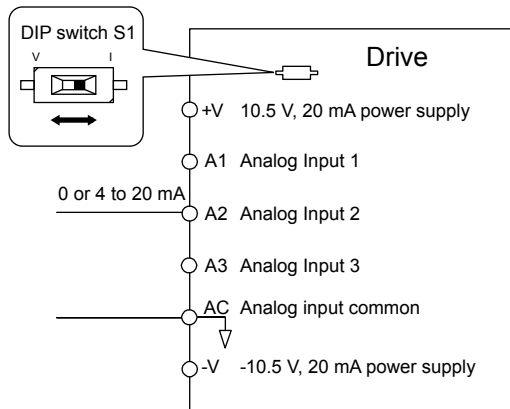 DIP switch S1
V I
Drive
+V 10.5 V, 20 mA power supply
A1 Analog Input 1
0 or 4 to 20 mA
A2 Analog Input 2
A3 Analog Input 3
AC Analog input common
-V -10.5 V, 20 mA power supply